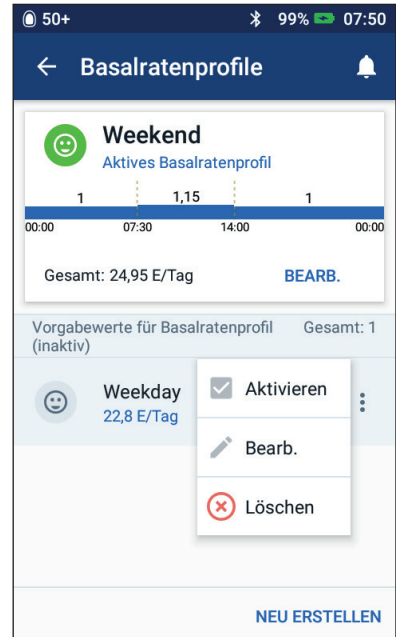 50+ 99% 07:50
Basalratenprofile
Weekend
Aktives Basalratenprofil
1 1,15 1
00:00 07:30 14:00 00:00
Gesamt: 24,95 E/Tag BEARB.
Vorgabewerte für Basalratenprofil Gesamt: 1
(inaktiv)
Weekday
22,8 E/Tag
Aktivieren
Bearb.
Löschen
NEU ERSTELLEN